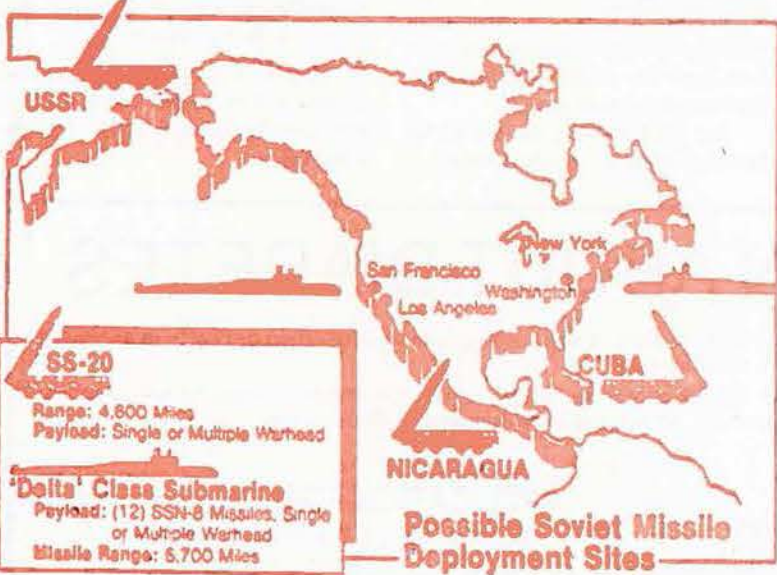 USSR
New York
San Francisco
Washington
Los Angeles
CUBA
NICARAGUA
SS-20
Range: 4,600 Miles
Payload: Single or Multiple Warhead
'Delta' Class Submarine
Payload: (12) SSN-8 Missiles, Single
or Multiple Warhead
Missile Range: 5,700 Miles
Possible Soviet Missile
Deployment Sites